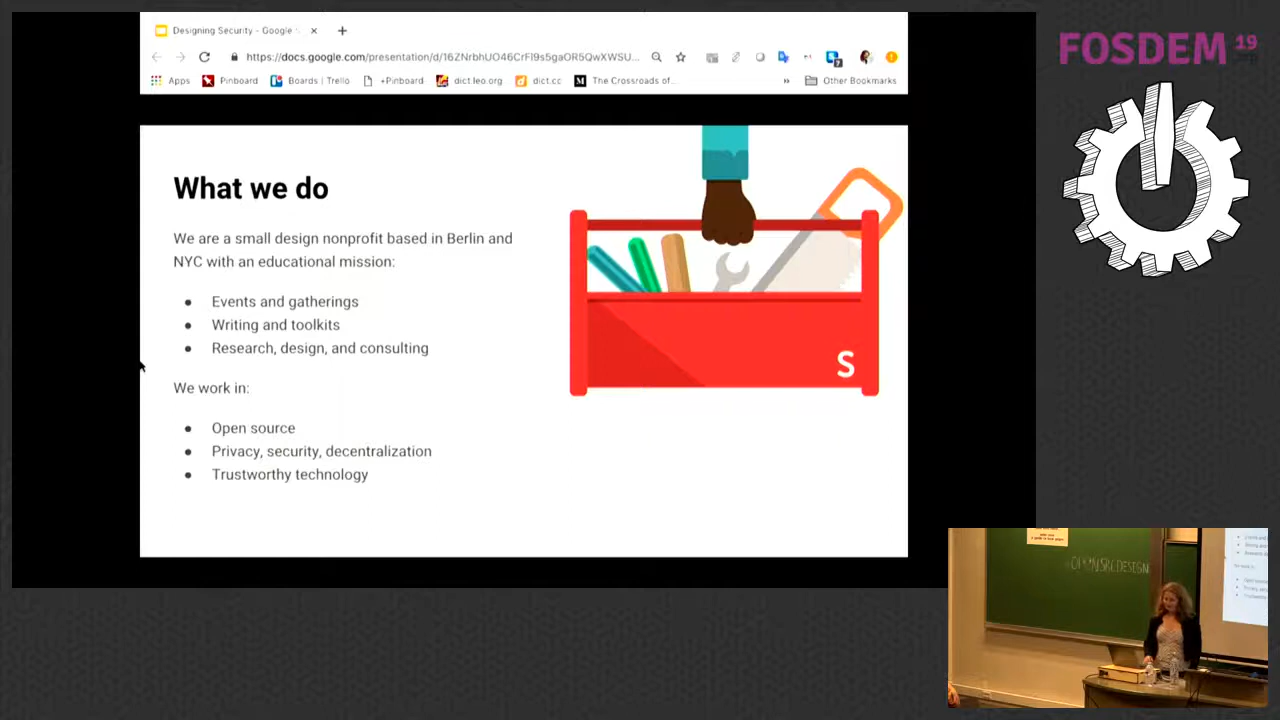 Designing Security - Google
https://docs.google.com/presentation/d/16ZNrbhUO46CrFl9s5gaOR5QwXWSU...
Apps Pinboard Boards | Trello +Pinboard dict.leo.org dict.cc The Crossroads of... » Other Bookmarks
FOSDEM 19
.org
What we do
We are a small design nonprofit based in Berlin and
NYC with an educational mission:
● Events and gatherings
● Writing and toolkits
● Research, design, and consulting
We work in:
● Open source
● Privacy, security, decentralization
● Trustworthy technology
S